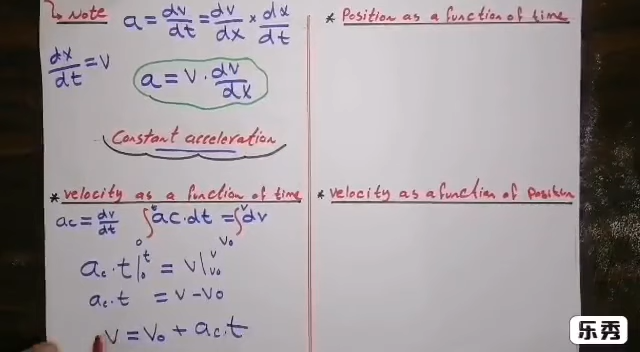 Note a = dv/dt = dv/dx × dx/dt
dx/dt = v
a = v . dv/dx
Constant acceleration
* velocity as a function of time
ac = dv/dt ∫₀ᵗ ac.dt = ∫ᵥ₀ᵛ dv
ac.t|₀ᵗ = v|ᵥ₀ᵛ
ac.t = v - v₀
v = v₀ + ac.t
* Position as a function of time
* velocity as a function of position
乐秀